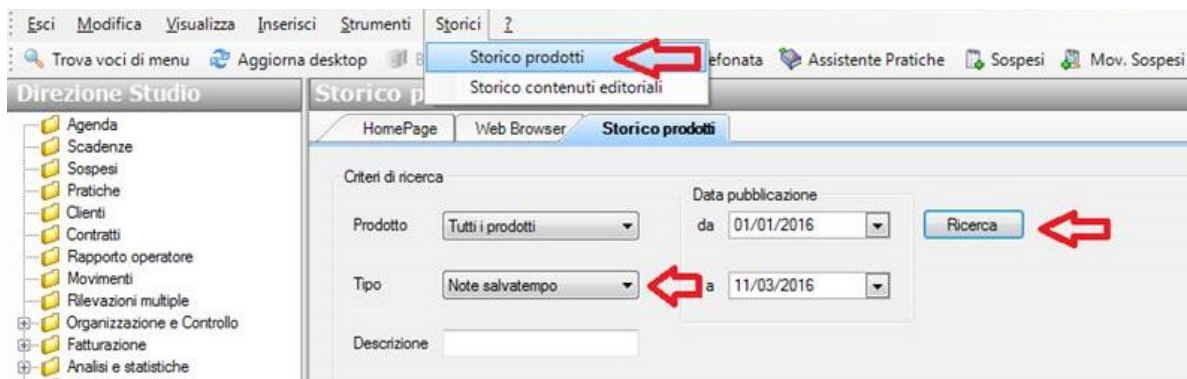 Esci Modifica Visualizza Inserisci Strumenti Storici ?
Trova voci di menu Aggiorna desktop Storico prodotti Assistente Pratiche Sospesi Mov. Sospesi
Storico contenuti editoriali
Direzione Studio
Agenda
Scadenze
Sospesi
Pratiche
Clienti
Contratti
Rapporto operatore
Movimenti
Rilevazioni multiple
Organizzazione e Controllo
Fatturazione
Analisi e statistiche
Storico p
HomePage Web Browser Storico prodotti
Criteri di ricerca
Data pubblicazione
Prodotto Tutti i prodotti da 01/01/2016 Ricerca
Tipo Note salvatempo a 11/03/2016
Descrizione